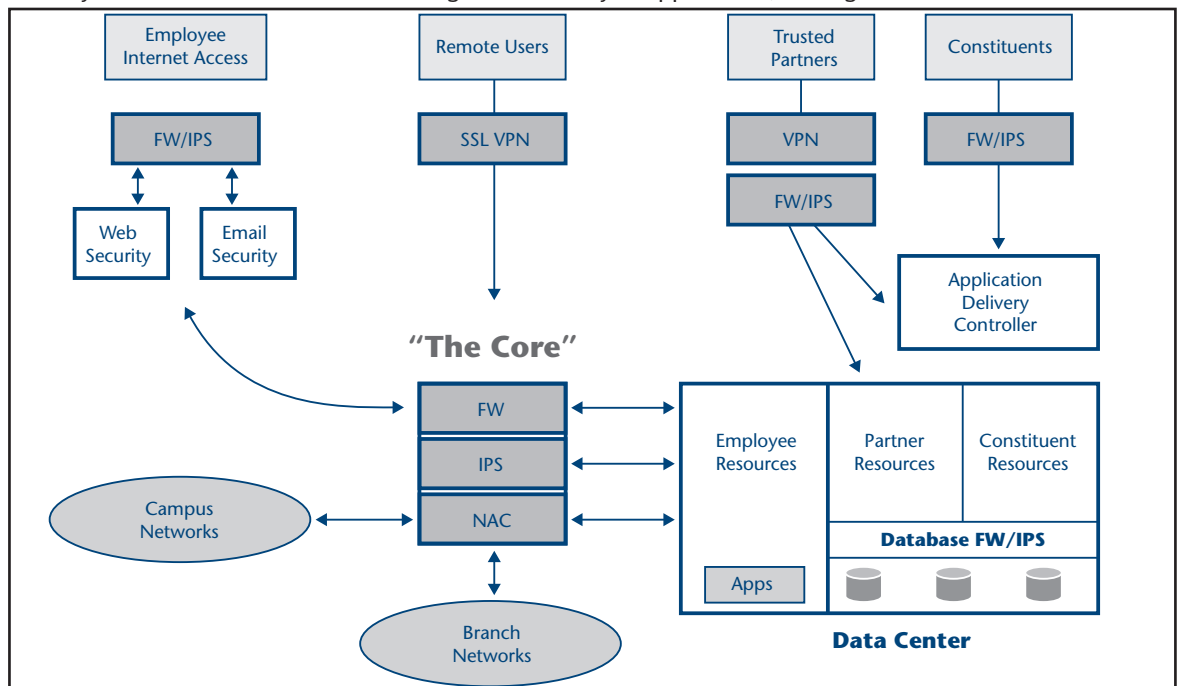 Employee
Internet Access
Remote Users
Trusted
Partners
Constituents
FW/IPS
SSL VPN
VPN
FW/IPS
FW/IPS
Web
Security
Email
Security
Application
Delivery
Controller
“The Core”
FW
IPS
NAC
Employee
Resources
Partner
Resources
Constituent
Resources
Campus
Networks
Database FW/IPS
Apps
Branch
Networks
Data Center